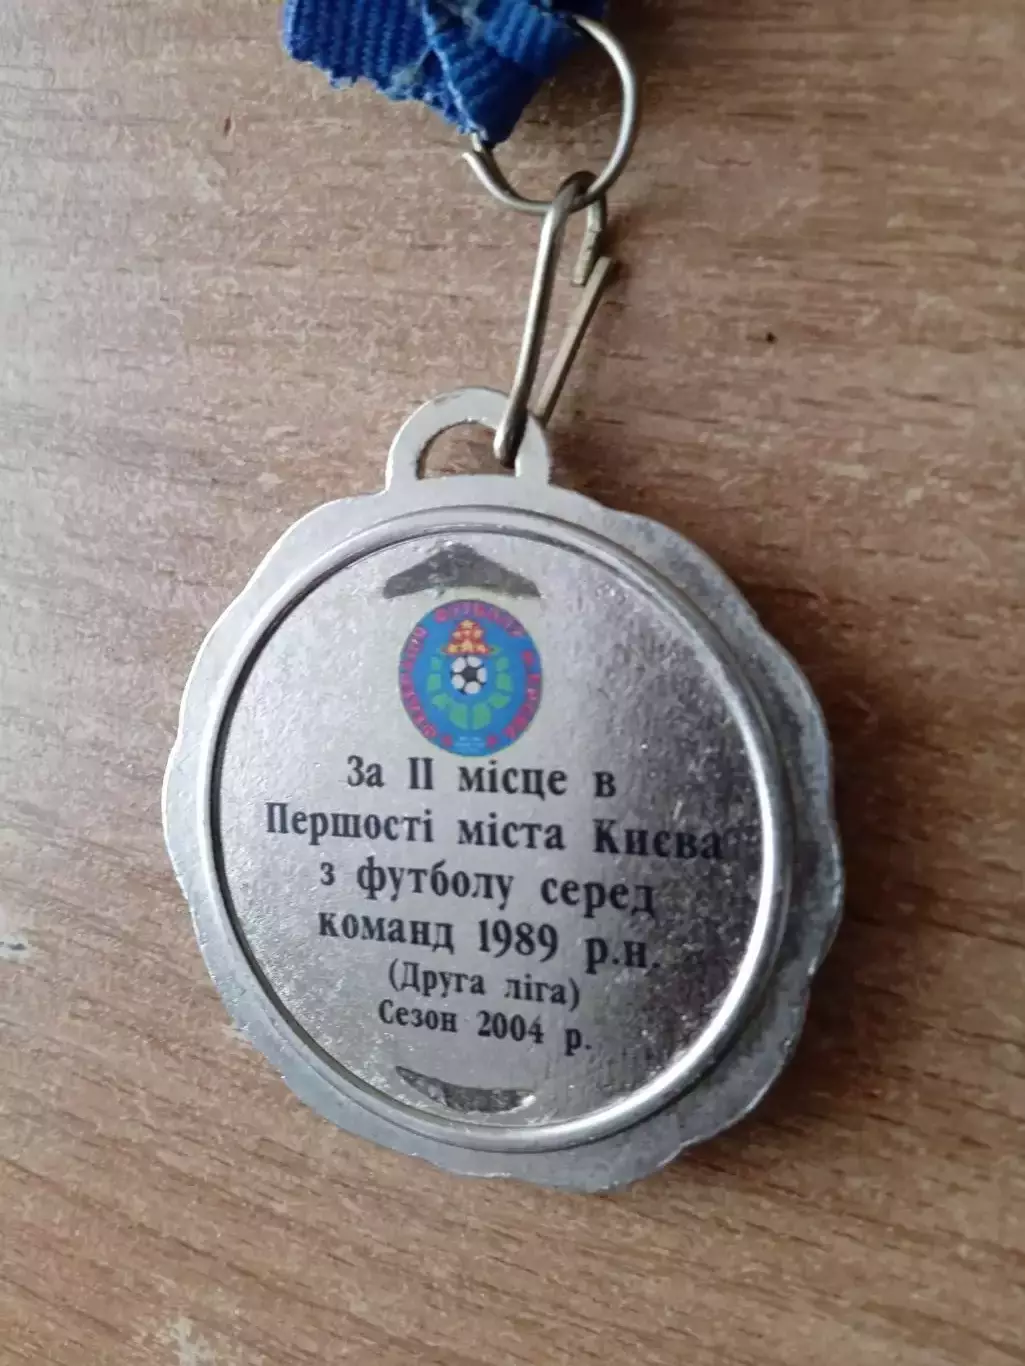 За II місце в
Першості міста Києва
з футболу серед
команд 1989 р.н.
(Друга ліга)
Сезон 2004 р.